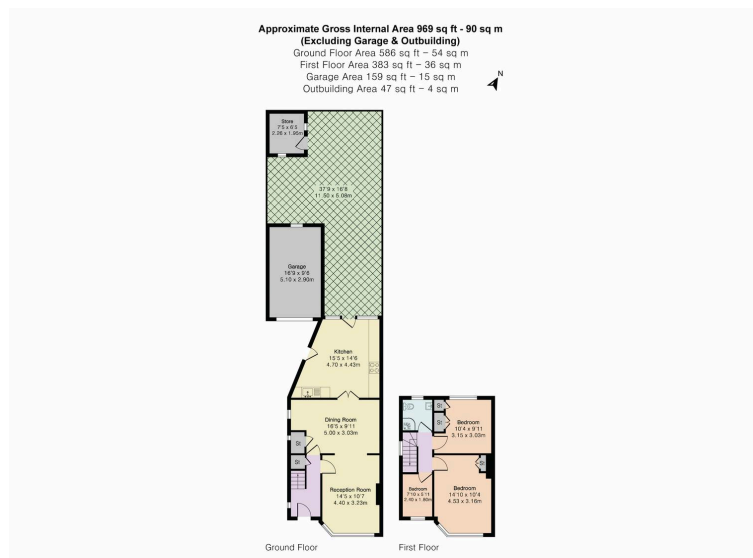 Approximate Gross Internal Area 969 sq ft - 90 sq m
(Excluding Garage & Outbuilding)
Ground Floor Area 586 sq ft – 54 sq m
First Floor Area 383 sq ft – 36 sq m
Garage Area 159 sq ft – 15 sq m
Outbuilding Area 47 sq ft – 4 sq m
N
Store
7'5 x 6'5
2.26 x 1.95m
37'9 x 16'8
11.50 x 5.08m
Garage
16'9 x 9'6
5.10 x 2.90m
Kitchen
15'5 x 14'6
4.70 x 4.43m
Dining Room
16'5 x 9'11
5.00 x 3.03m
St
St
Reception Room
14'5 x 10'7
4.40 x 3.23m
St
St
Bedroom
10'4 x 9'11
3.15 x 3.03m
St
Bedroom
14'10 x 10'4
4.53 x 3.16m
Bedroom
7'10 x 5'11
2.40 x 1.80m
Ground Floor
First Floor